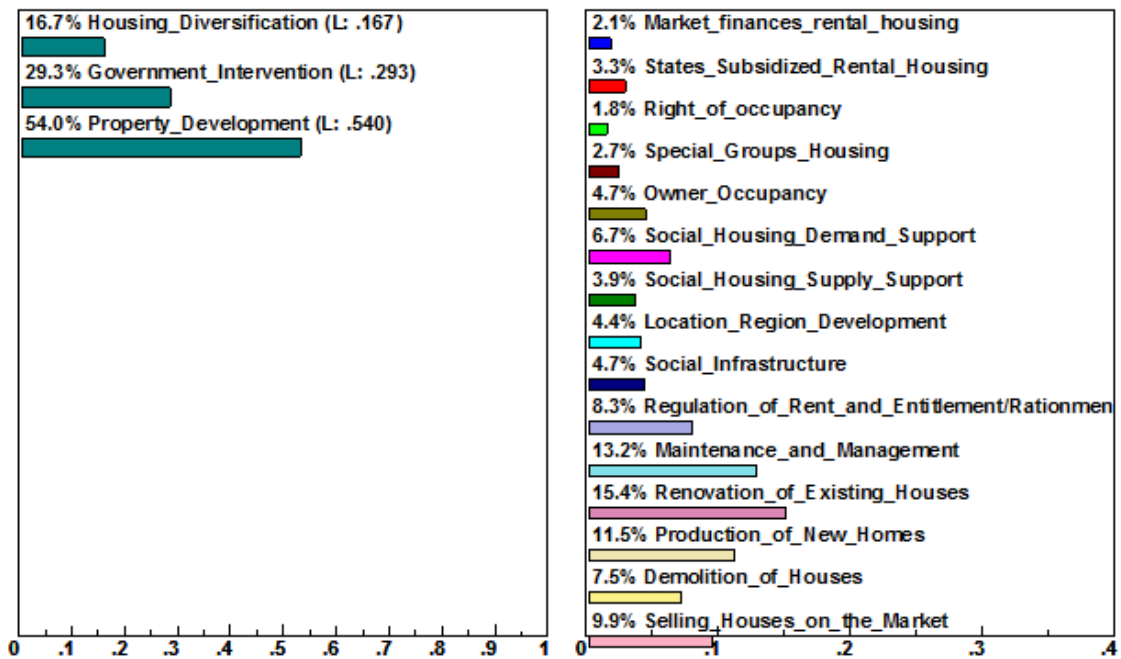 16.7% Housing_Diversification (L: .167)
29.3% Government_Intervention (L: .293)
54.0% Property_Development (L: .540)
0 .1 .2 .3 .4 .5 .6 .7 .8 .9 1
2.1% Market_finances_rental_housing
3.3% States_Subsidized_Rental_Housing
1.8% Right_of_occupancy
2.7% Special_Groups_Housing
4.7% Owner_Occupancy
6.7% Social_Housing_Demand_Support
3.9% Social_Housing_Supply_Support
4.4% Location_Region_Development
4.7% Social_Infrastructure
8.3% Regulation_of_Rent_and_Entitlement/Rationmen
13.2% Maintenance_and_Management
15.4% Renovation_of_Existing_Houses
11.5% Production_of_New_Homes
7.5% Demolition_of_Houses
9.9% Selling_Houses_on_the_Market
0 .1 .2 .3 .4